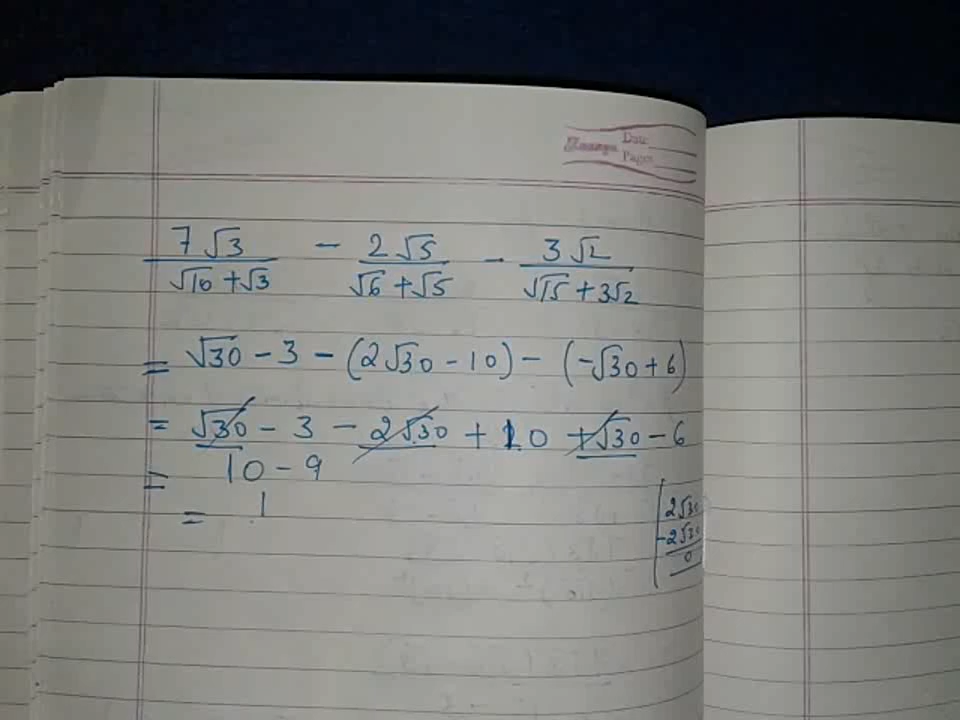 Date
Page:
7√3/(√10+√3) - 2√5/(√6+√5) - 3√2/(√15+3√2)
= √30 - 3 - (2√30 - 10) - (-√30 + 6)
= √30 - 3 - 2√30 + 10 + √30 - 6
= 10 - 9
= 1
2√30
-2√30
0